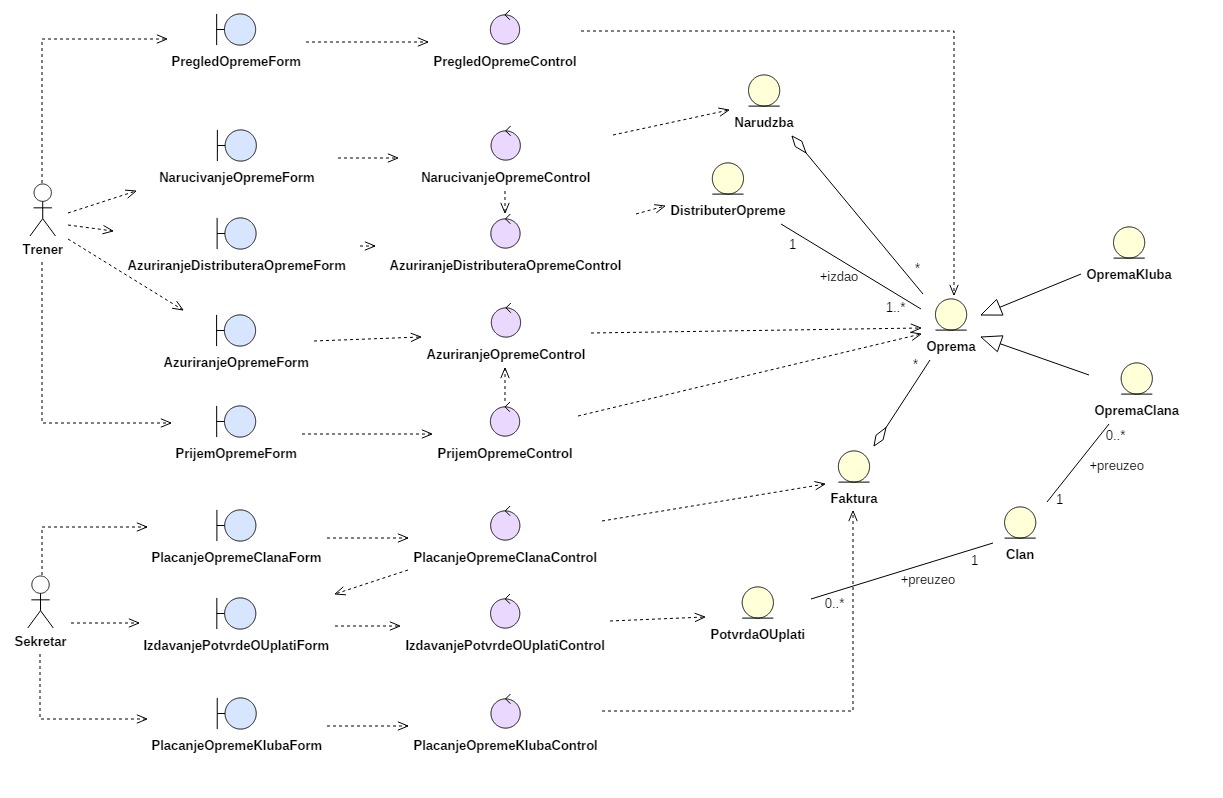 PregledOpremeForm
PregledOpremeControl
Narudzba
NarucivanjeOpremeForm
NarucivanjeOpremeControl
DistributerOpreme
Trener
1
AzuriranjeDistributeraOpremeForm
AzuriranjeDistributeraOpremeControl
*
+izdao
OpremaKluba
1..*
Oprema
AzuriranjeOpremeForm
AzuriranjeOpremeControl
*
OpremaClana
0..*
PrijemOpremeForm
PrijemOpremeControl
+preuzeo
Faktura
1
PlacanjeOpremeClanaForm
PlacanjeOpremeClanaControl
Clan
1
+preuzeo
0..*
Sekretar
IzdavanjePotvrdeOUplatiForm
IzdavanjePotvrdeOUplatiControl
PotvrdaOUplati
PlacanjeOpremeKlubaForm
PlacanjeOpremeKlubaControl